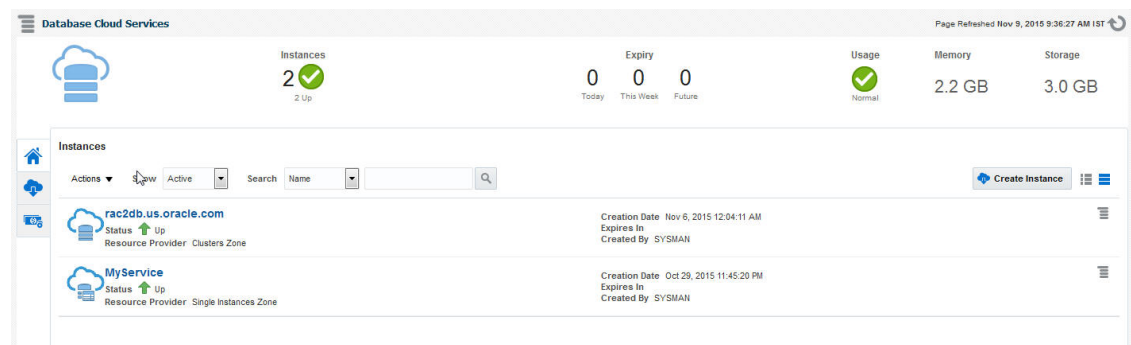 Database Cloud Services
Page Refreshed Nov 9, 2015 9:36:27 AM IST
Instances
2
2 Up
Expiry
0 0 0
Today This Week Future
Usage
Normal
Memory
2.2 GB
Storage
3.0 GB
Instances
Actions Show Active Search Name Create Instance
rac2db.us.oracle.com
Status Up
Resource Provider Clusters Zone
Creation Date Nov 6, 2015 12:04:11 AM
Expires In
Created By SYSMAN
MyService
Status Up
Resource Provider Single Instances Zone
Creation Date Oct 29, 2015 11:45:20 PM
Expires In
Created By SYSMAN